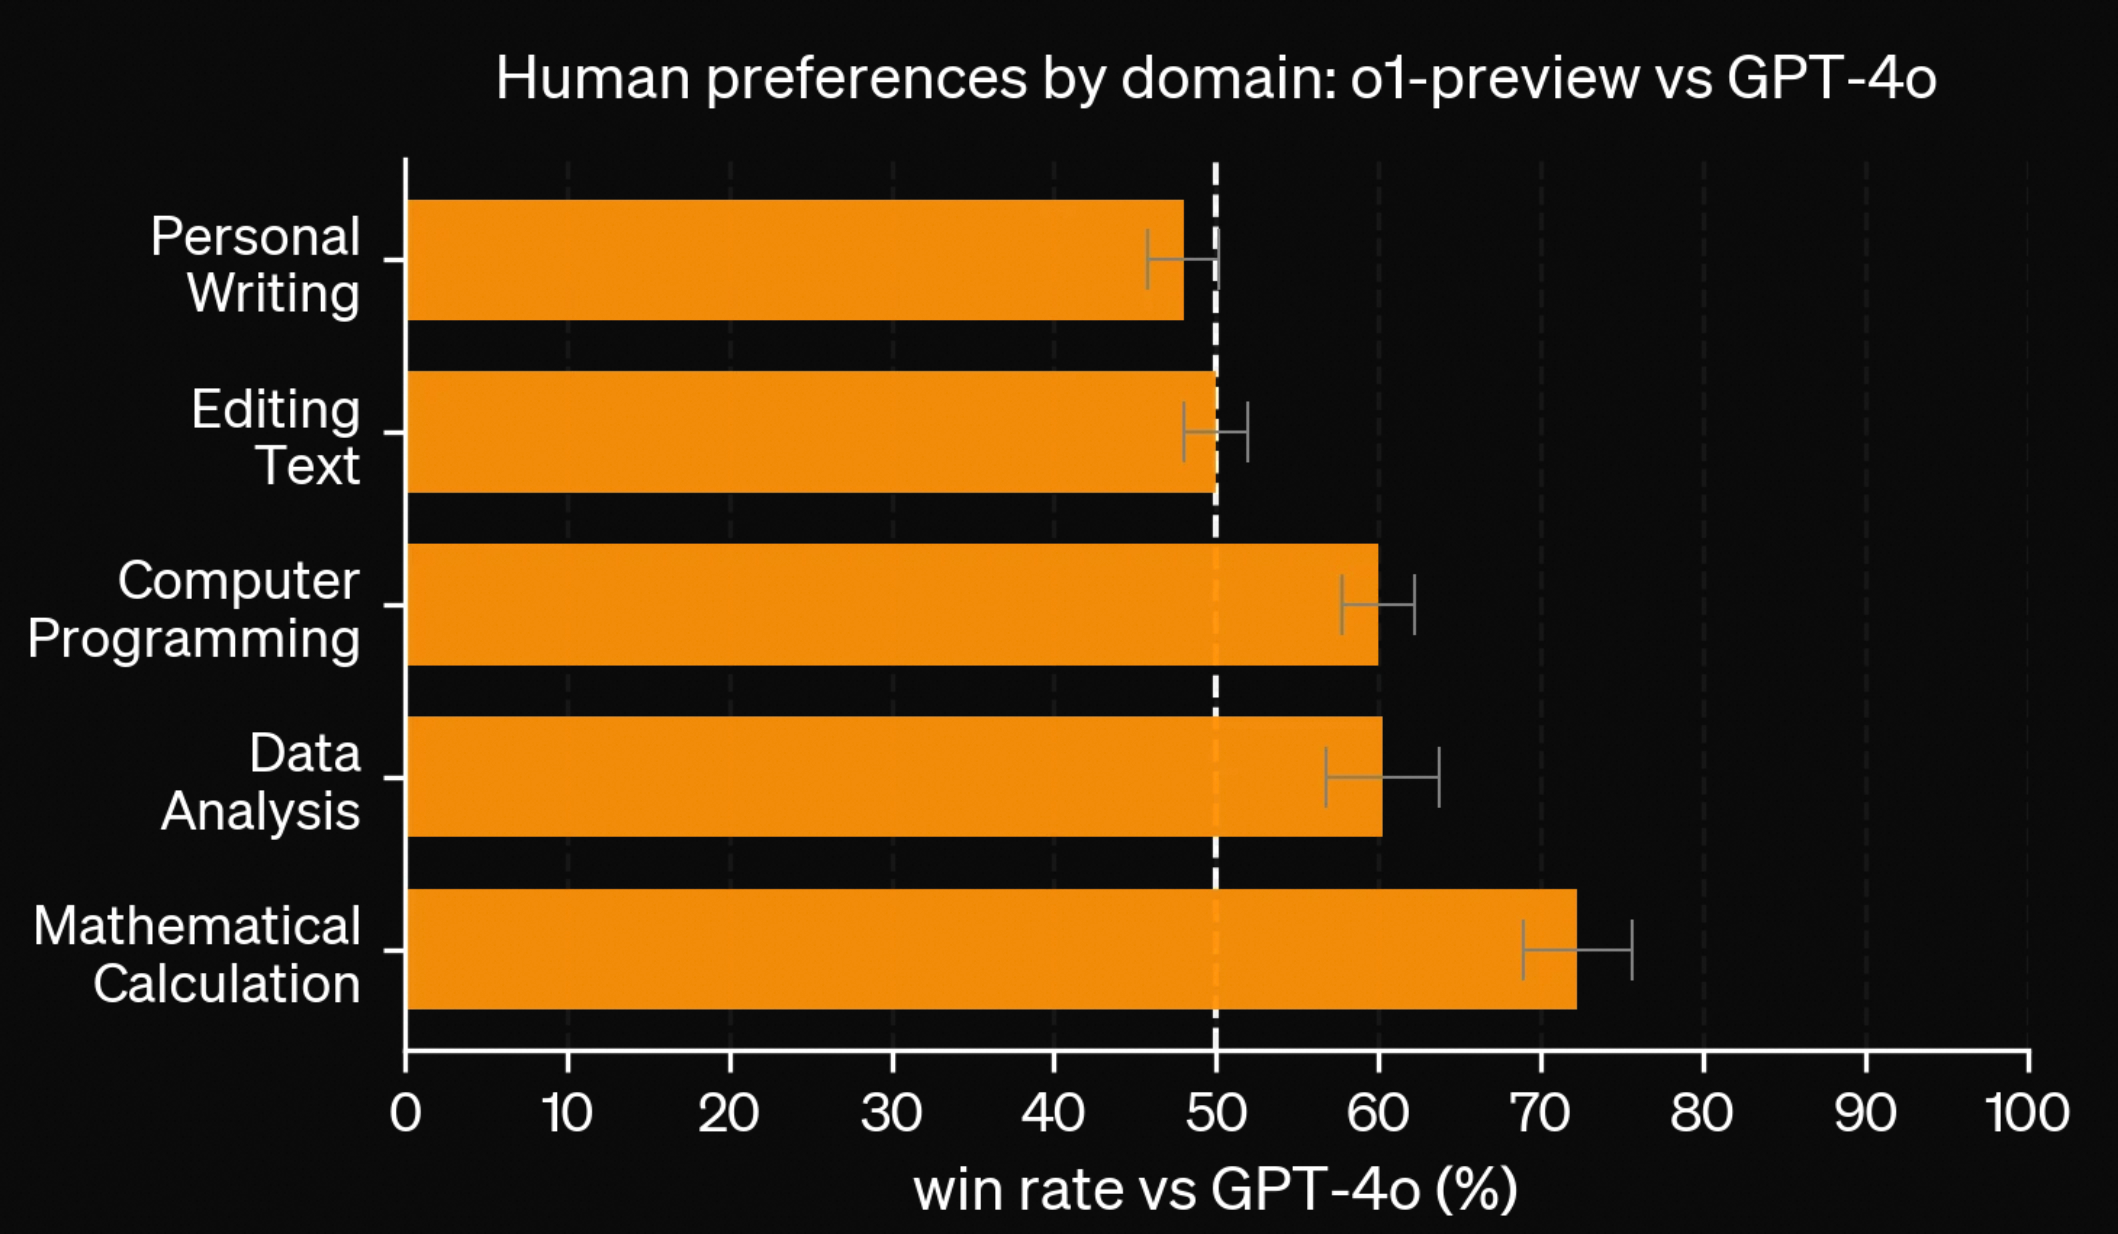 Human preferences by domain: o1-preview vs GPT-4o
Personal
Writing
Editing
Text
Computer
Programming
Data
Analysis
Mathematical
Calculation
0 10 20 30 40 50 60 70 80 90 100
win rate vs GPT-4o (%)